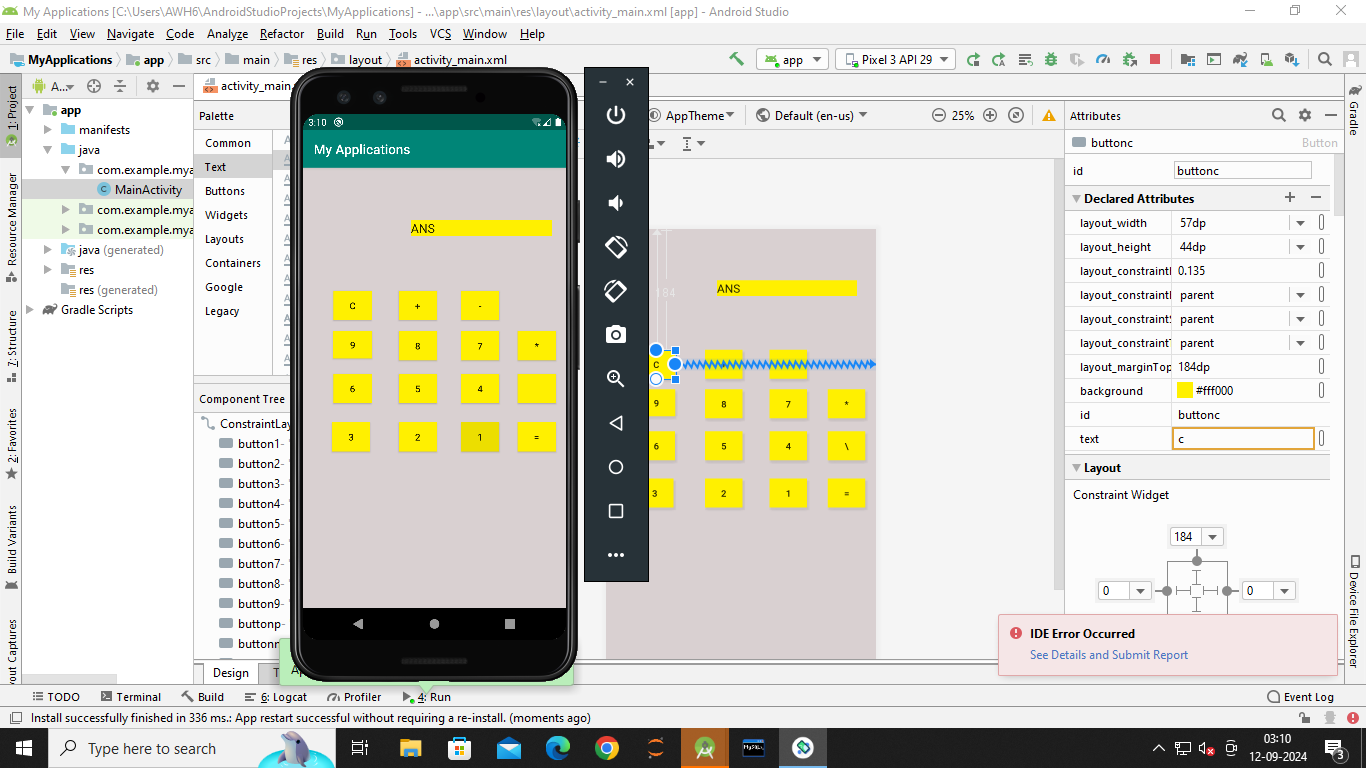 My Applications [C:\Users\AWH6\AndroidStudioProjects\MyApplications] - ...\app\src\main\res\layout\activity_main.xml [app] - Android Studio
File Edit View Navigate Code Analyze Refactor Build Run Tools VCS Window Help
MyApplications app src main res layout activity_main.xml app Pixel 3 API 29
1: Project
Resource Manager
7: Structure
2: Favorites
Build Variants
out Captures
A...
app
manifests
java
com.example.mya
MainActivity
com.example.mya
com.example.mya
java (generated)
res
res (generated)
Gradle Scripts
activity_main.
Palette
Common
Text
Buttons
Widgets
Layouts
Containers
Google
Legacy
Component Tree
ConstraintLay
button1-
button2-
button3-
button4-
button5-
button6-
button7-
button8-
button9-
buttonp-
Design
3:10
My Applications
ANS
C + -
9 8 7 *
6 5 4
3 2 1 =
AppTheme Default (en-us) 25%
184
ANS
C
9 8 7 *
6 5 4 \
3 2 1 =
Attributes
buttonc Button
id buttonc
Declared Attributes
layout_width 57dp
layout_height 44dp
layout_constraint 0.135
layout_constraint parent
layout_constraint parent
layout_constraint parent
layout_marginTop 184dp
background #fff000
id buttonc
text c
Layout
Constraint Widget
184
0 0
IDE Error Occurred
See Details and Submit Report
Gradle
Device File Explorer
TODO Terminal Build 6: Logcat Profiler 4: Run Event Log
Install successfully finished in 336 ms.: App restart successful without requiring a re-install. (moments ago)
Type here to search
MySQL
03:10
12-09-2024
3